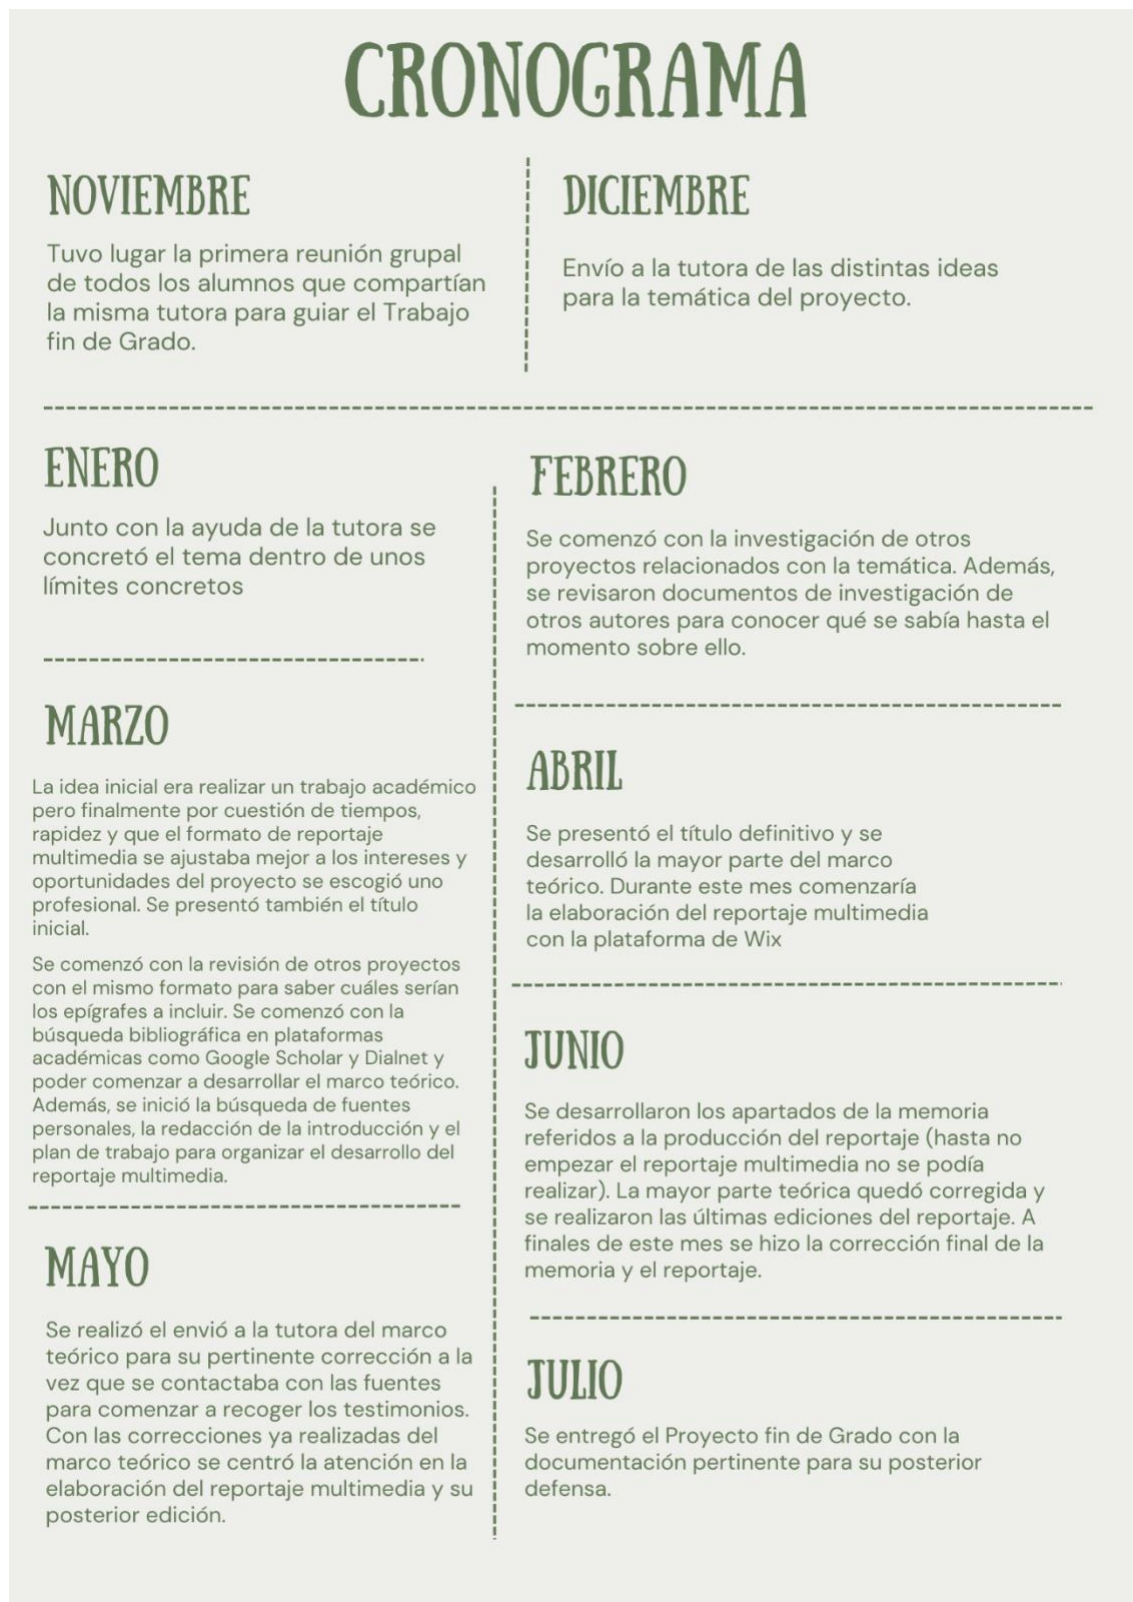 CRONOGRAMA
NOVIEMBRE
Tuvo lugar la primera reunión grupal
de todos los alumnos que compartían
la misma tutora para guiar el Trabajo
fin de Grado.
DICIEMBRE
Envío a la tutora de las distintas ideas
para la temática del proyecto.
ENERO
Junto con la ayuda de la tutora se
concretó el tema dentro de unos
límites concretos
FEBRERO
Se comenzó con la investigación de otros
proyectos relacionados con la temática. Además,
se revisaron documentos de investigación de
otros autores para conocer qué se sabía hasta el
momento sobre ello.
MARZO
La idea inicial era realizar un trabajo académico
pero finalmente por cuestión de tiempos,
rapidez y que el formato de reportaje
multimedia se ajustaba mejor a los intereses y
oportunidades del proyecto se escogió uno
profesional. Se presentó también el título
inicial.
Se comenzó con la revisión de otros proyectos
con el mismo formato para saber cuáles serían
los epígrafes a incluir. Se comenzó con la
búsqueda bibliográfica en plataformas
académicas como Google Scholar y Dialnet y
poder comenzar a desarrollar el marco teórico.
Además, se inició la búsqueda de fuentes
personales, la redacción de la introducción y el
plan de trabajo para organizar el desarrollo del
reportaje multimedia.
ABRIL
Se presentó el título definitivo y se
desarrolló la mayor parte del marco
teórico. Durante este mes comenzaría
la elaboración del reportaje multimedia
con la plataforma de Wix
MAYO
Se realizó el envió a la tutora del marco
teórico para su pertinente corrección a la
vez que se contactaba con las fuentes
para comenzar a recoger los testimonios.
Con las correcciones ya realizadas del
marco teórico se centró la atención en la
elaboración del reportaje multimedia y su
posterior edición.
JUNIO
Se desarrollaron los apartados de la memoria
referidos a la producción del reportaje (hasta no
empezar el reportaje multimedia no se podía
realizar). La mayor parte teórica quedó corregida y
se realizaron las últimas ediciones del reportaje. A
finales de este mes se hizo la corrección final de la
memoria y el reportaje.
JULIO
Se entregó el Proyecto fin de Grado con la
documentación pertinente para su posterior
defensa.